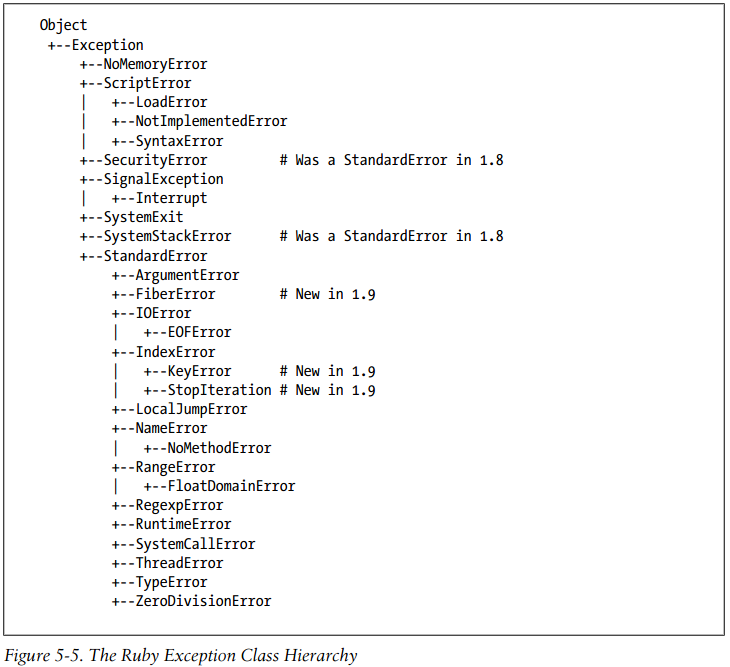 Object
 +--Exception
     +--NoMemoryError
     +--ScriptError
     |   +--LoadError
     |   +--NotImplementedError
     |   +--SyntaxError
     +--SecurityError         # Was a StandardError in 1.8
     +--SignalException
     |   +--Interrupt
     +--SystemExit
     +--SystemStackError      # Was a StandardError in 1.8
     +--StandardError
         +--ArgumentError
         +--FiberError        # New in 1.9
         +--IOError
         |   +--EOFError
         +--IndexError
         |   +--KeyError      # New in 1.9
         |   +--StopIteration # New in 1.9
         +--LocalJumpError
         +--NameError
         |   +--NoMethodError
         +--RangeError
         |   +--FloatDomainError
         +--RegexpError
         +--RuntimeError
         +--SystemCallError
         +--ThreadError
         +--TypeError
         +--ZeroDivisionError
Figure 5-5. The Ruby Exception Class Hierarchy